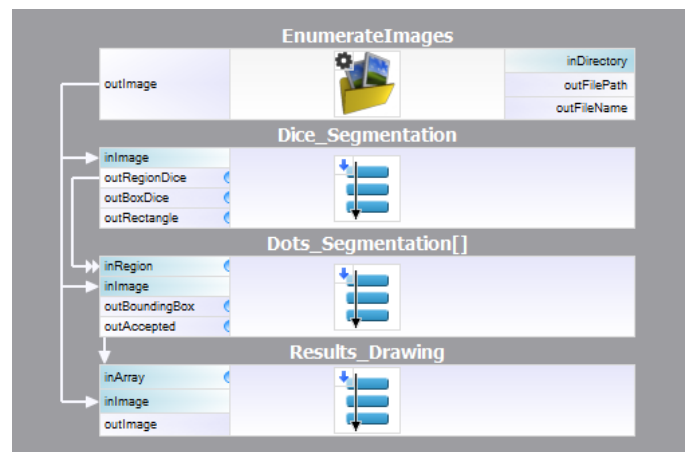 EnumerateImages
outImage
inDirectory
outFilePath
outFileName
Dice_Segmentation
inImage
outRegionDice
outBoxDice
outRectangle
Dots_Segmentation[]
inRegion
inImage
outBoundingBox
outAccepted
Results_Drawing
inArray
inImage
outImage